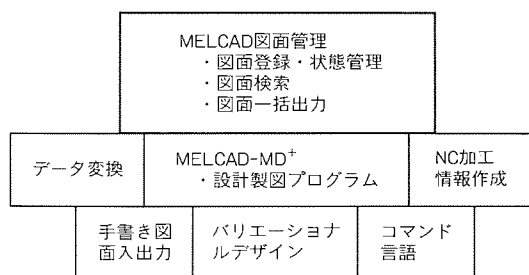 MELCAD図面管理
・図面登録・状態管理
・図面検索
・図面一括出力
データ変換
MELCAD-MD⁺
・設計製図プログラム
NC加工
情報作成
手書き図
面入出力
バリエーショナ
ルデザイン
コマンド
言語